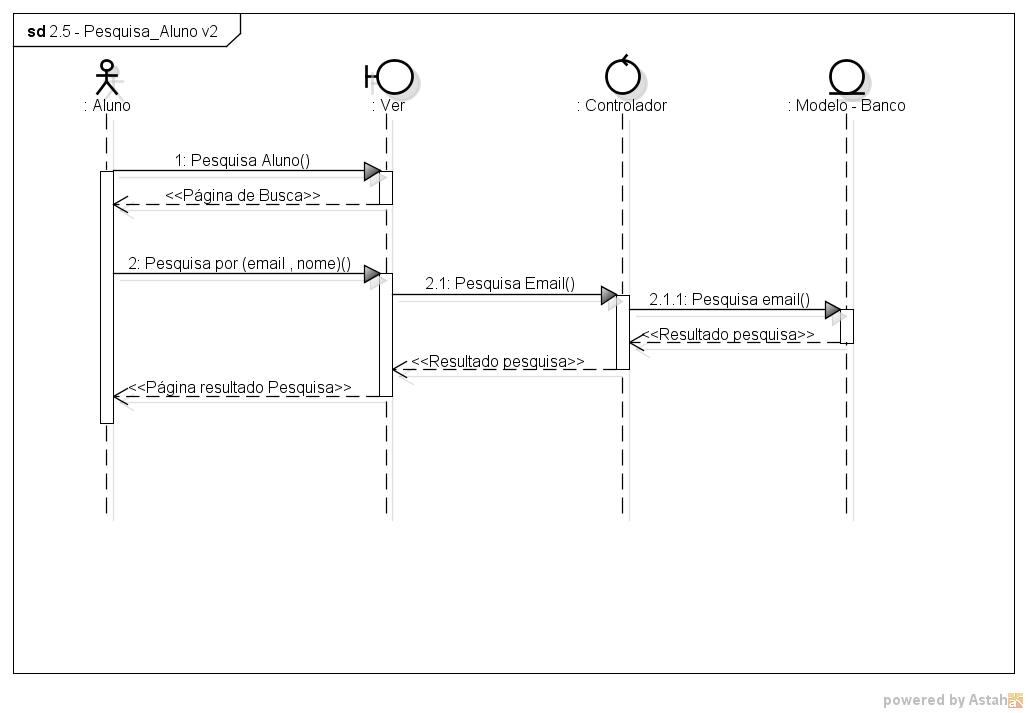 sd 2.5 - Pesquisa_Aluno v2
: Aluno
: Ver
: Controlador
: Modelo - Banco
1: Pesquisa Aluno()
<<Página de Busca>>
2: Pesquisa por (email , nome)()
2.1: Pesquisa Email()
2.1.1: Pesquisa email()
<<Resultado pesquisa>>
<<Resultado pesquisa>>
<<Página resultado Pesquisa>>
powered by Astah